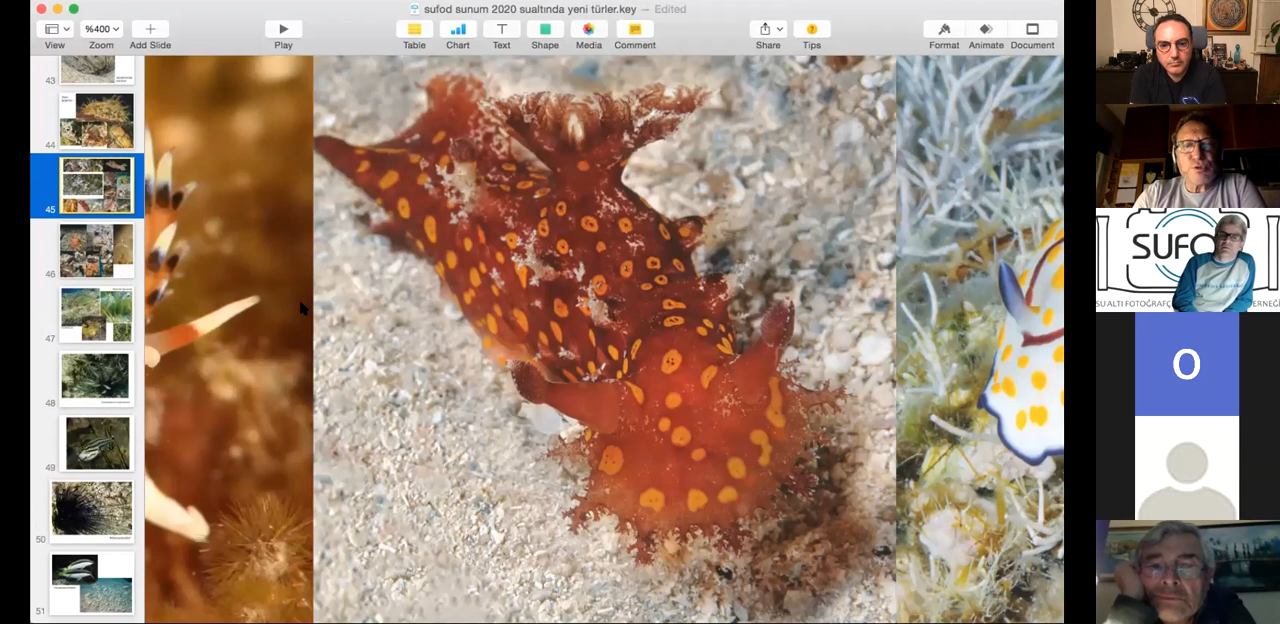 sufod sunum 2020 sualtında yeni türler.key — Edited
%400
View
Zoom
Add Slide
Play
Table
Chart
Text
Shape
Media
Comment
Share
Tips
Format
Animate
Document
43
44
45
46
47
48
49
50
51
SUFO
SU ALTI FOTOĞRAFÇ
ERNEĞİ
O